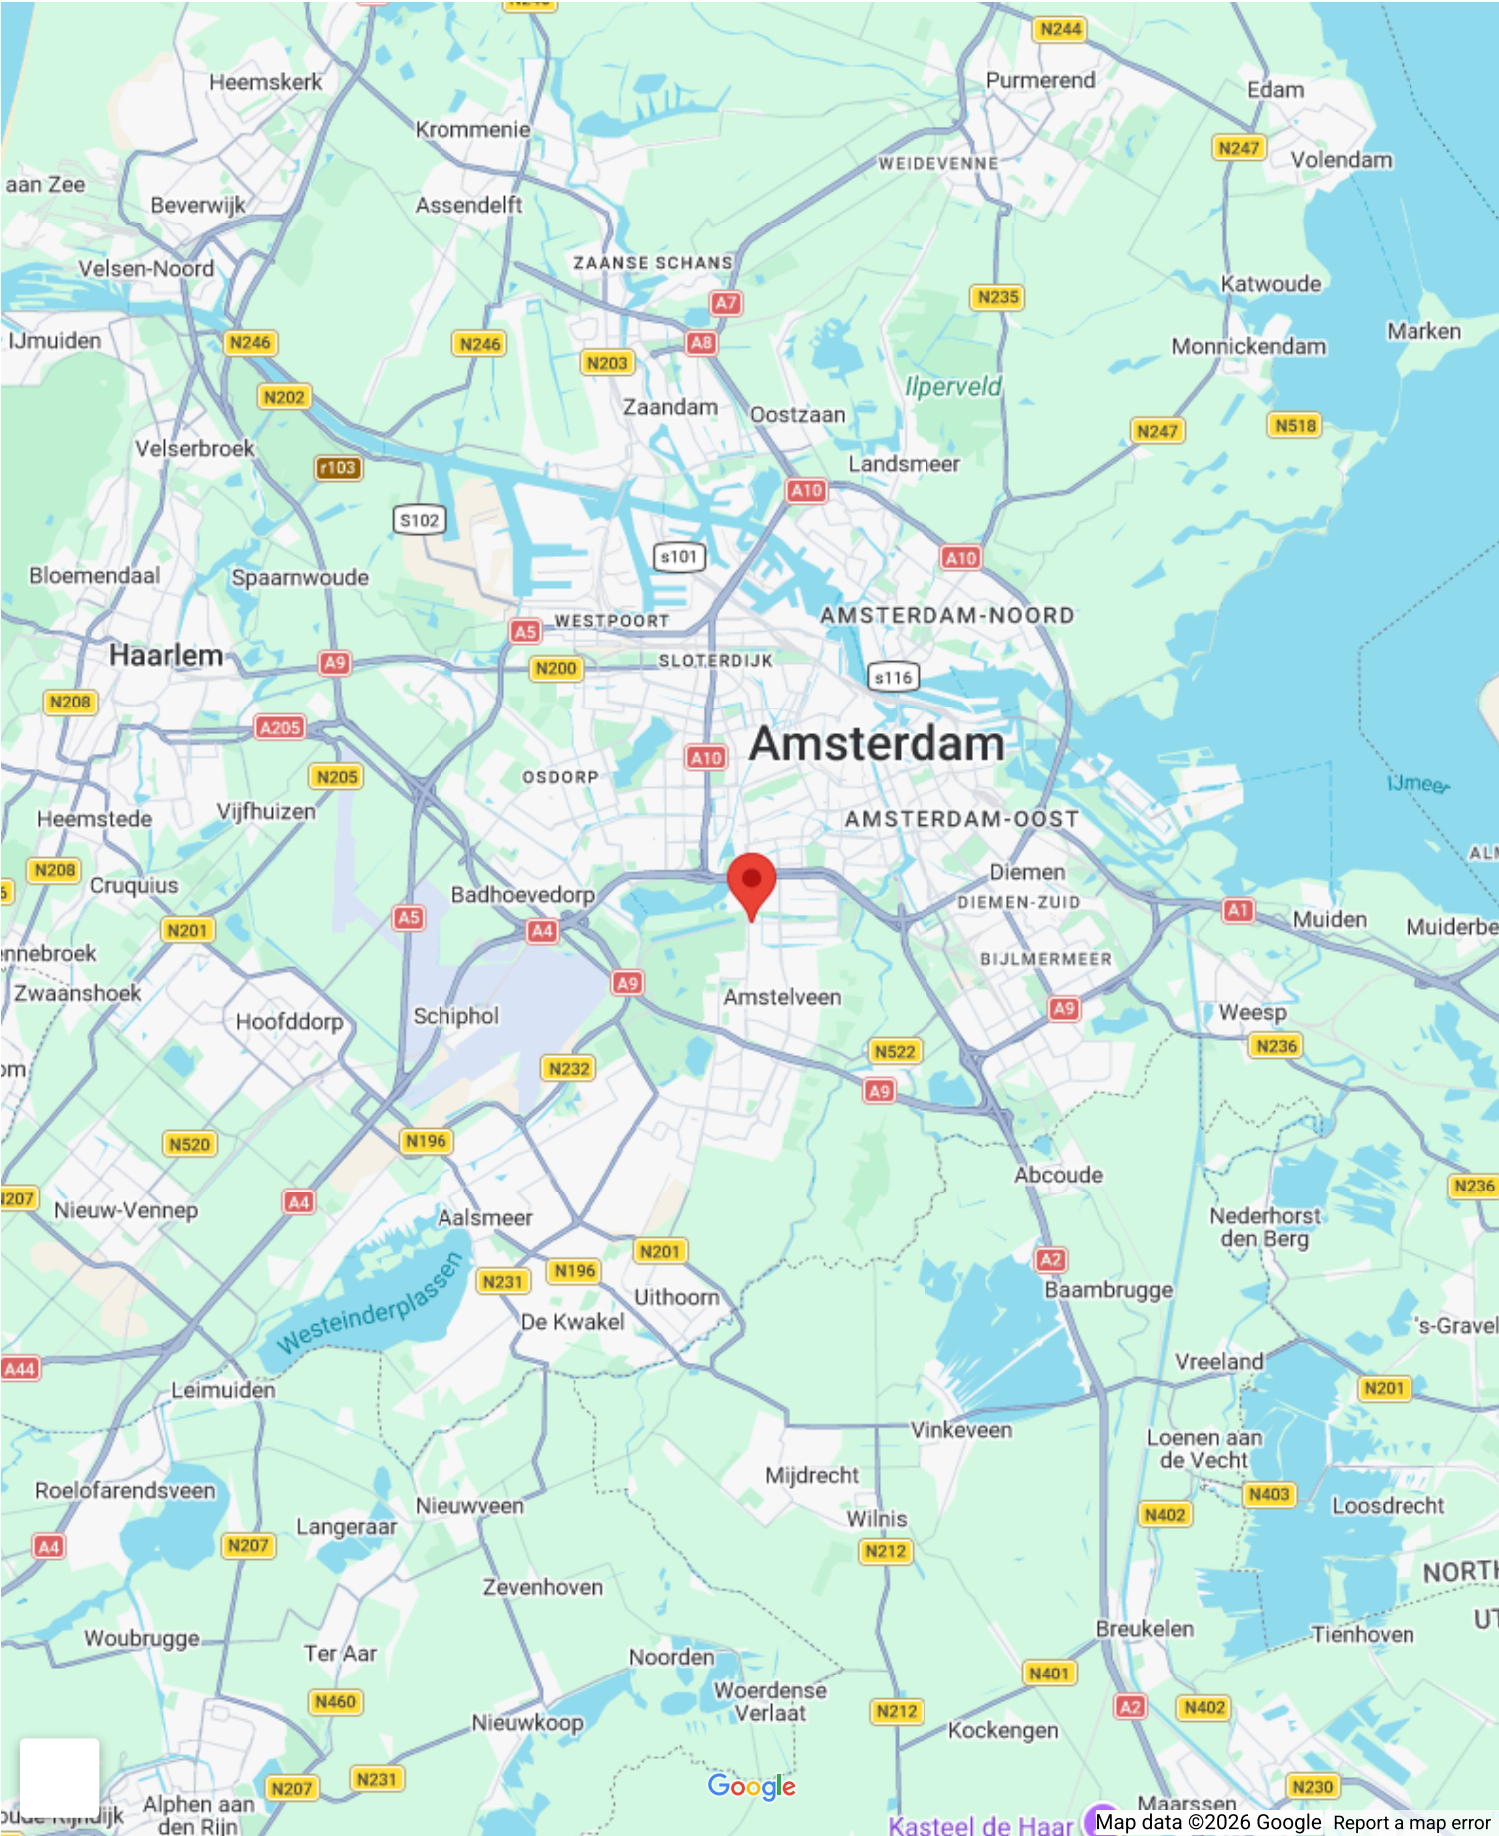 N244
Heemskerk
Purmerend
Edam
Krommenie
N247
WEIDEVENNE
Volendam
aan Zee
Beverwijk
Assendelft
ZAANSE SCHANS
Velsen-Noord
Katwoude
N235
A7
IJmuiden
N246
N246
A8
Marken
Monnickendam
N203
Ilperveld
N202
Zaandam
Oostzaan
N518
N247
Velserbroek
r103
Landsmeer
A10
S102
s101
A10
Bloemendaal
Spaarnwoude
WESTPOORT
AMSTERDAM-NOORD
A5
Haarlem
A9
N200
SLOTERDIJK
s116
N208
A205
Amsterdam
A10
N205
OSDORP
IJmeer
Heemstede
Vijfhuizen
AMSTERDAM-OOST
N208
Cruquius
Badhoevedorp
Diemen
DIEMEN-ZUID
N201
A5
A4
A1
Muiden
Muiderbe
ennebroek
BIJLMERMEER
Zwaanshoek
A9
Amstelveen
A9
Hoofddorp
Schiphol
Weesp
N522
N236
N232
A9
N520
N196
Abcoude
N207
N236
A4
Nieuw-Vennep
Aalsmeer
Nederhorst
den Berg
N201
A2
N196
N231
Westeinderplassen
Uithoorn
Baambrugge
De Kwakel
's-Gravel
A44
Vreeland
Leimuiden
N201
Vinkeveen
Loenen aan
de Vecht
Mijdrecht
Roelofarendsveen
Nieuwveen
N403
Loosdrecht
N402
Langeraar
Wilnis
A4
N207
N212
NORTH
Zevenhoven
UT
Woubrugge
Breukelen
Tienhoven
Ter Aar
Noorden
N401
Woerdense
Verlaat
N460
A2
N402
N212
Nieuwkoop
Kockengen
N207
N231
Google
N230
Alphen aan
den Rijn
Maarssen
Kasteel de Haar
Map data ©2026 Google
Report a map error